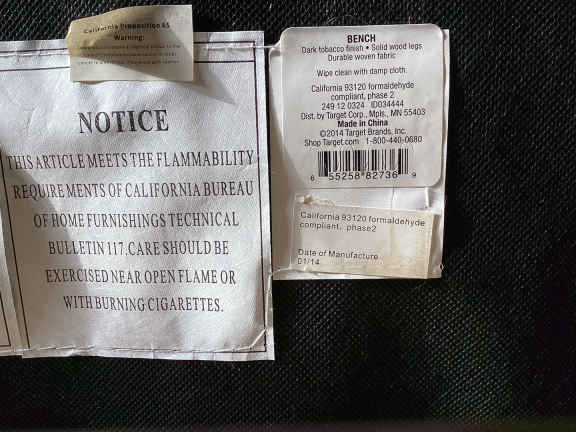 California Proposition 65
Warning:
NOTICE
THIS ARTICLE MEETS THE FLAMMABILITY
REQUIRE MENTS OF CALIFORNIA BUREAU
OF HOME FURNISHINGS TECHNICAL
BULLETIN 117.CARE SHOULD BE
EXERCISED NEAR OPEN FLAME OR
WITH BURNING CIGARETTES.
BENCH
Dark tobacco finish • Solid wood legs
Durable woven fabric
Wipe clean with damp cloth.
California 93120 formaldehyde
compliant, phase 2
249 12 0324 ID034444
Dist. by Target Corp., Mpls., MN 55403
Made in China
©2014 Target Brands, Inc.
Shop Target.com 1-800-440-0680
6 55258 82736 9
California 93120 formaldehyde
compliant, phase2
Date of Manufacture
01/14